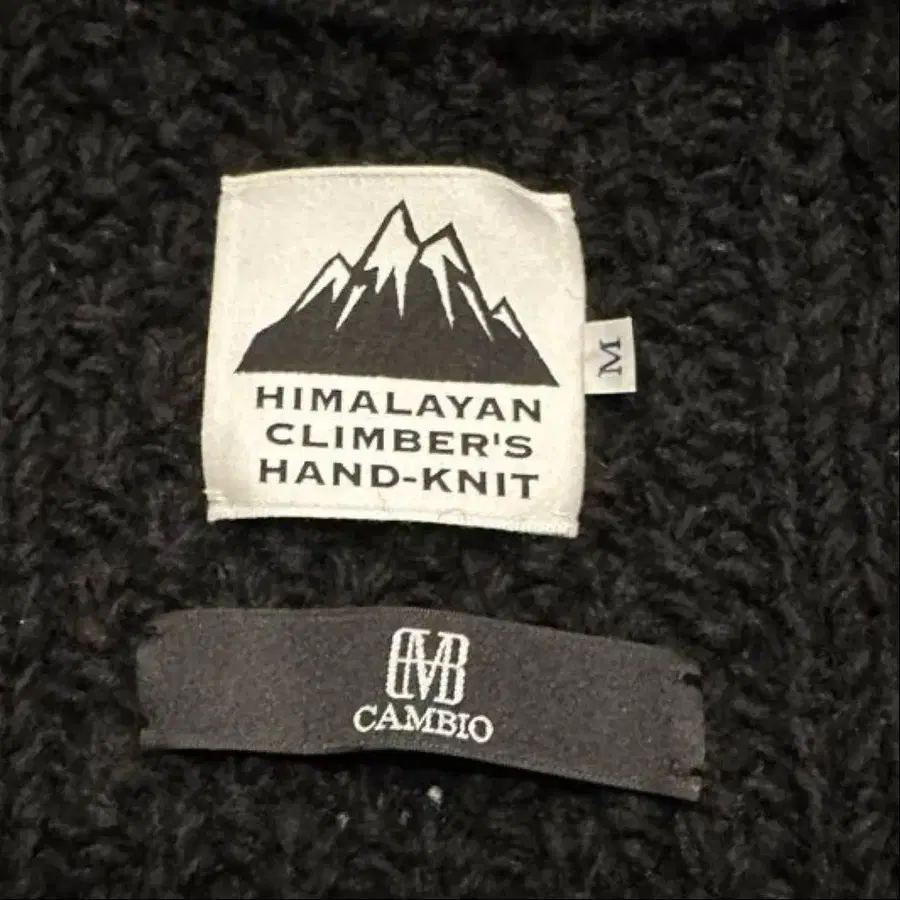 HIMALAYAN
CLIMBER'S
HAND-KNIT
M
CAMBIO